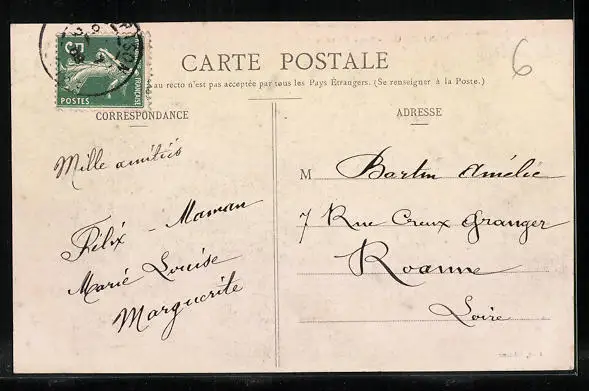 CARTE POSTALE
au recto n'est pas acceptée par tous les Pays Étrangers. (Se renseigner à la Poste.)
6
5
POSTES
FRANÇAISE
CORRESPONDANCE
Mille amitiés
Félix - Maman
Marie Louise
Marguerite
ADRESSE
M Bartin Amélie
7 Rue Creux Granger
Roanne
Loire